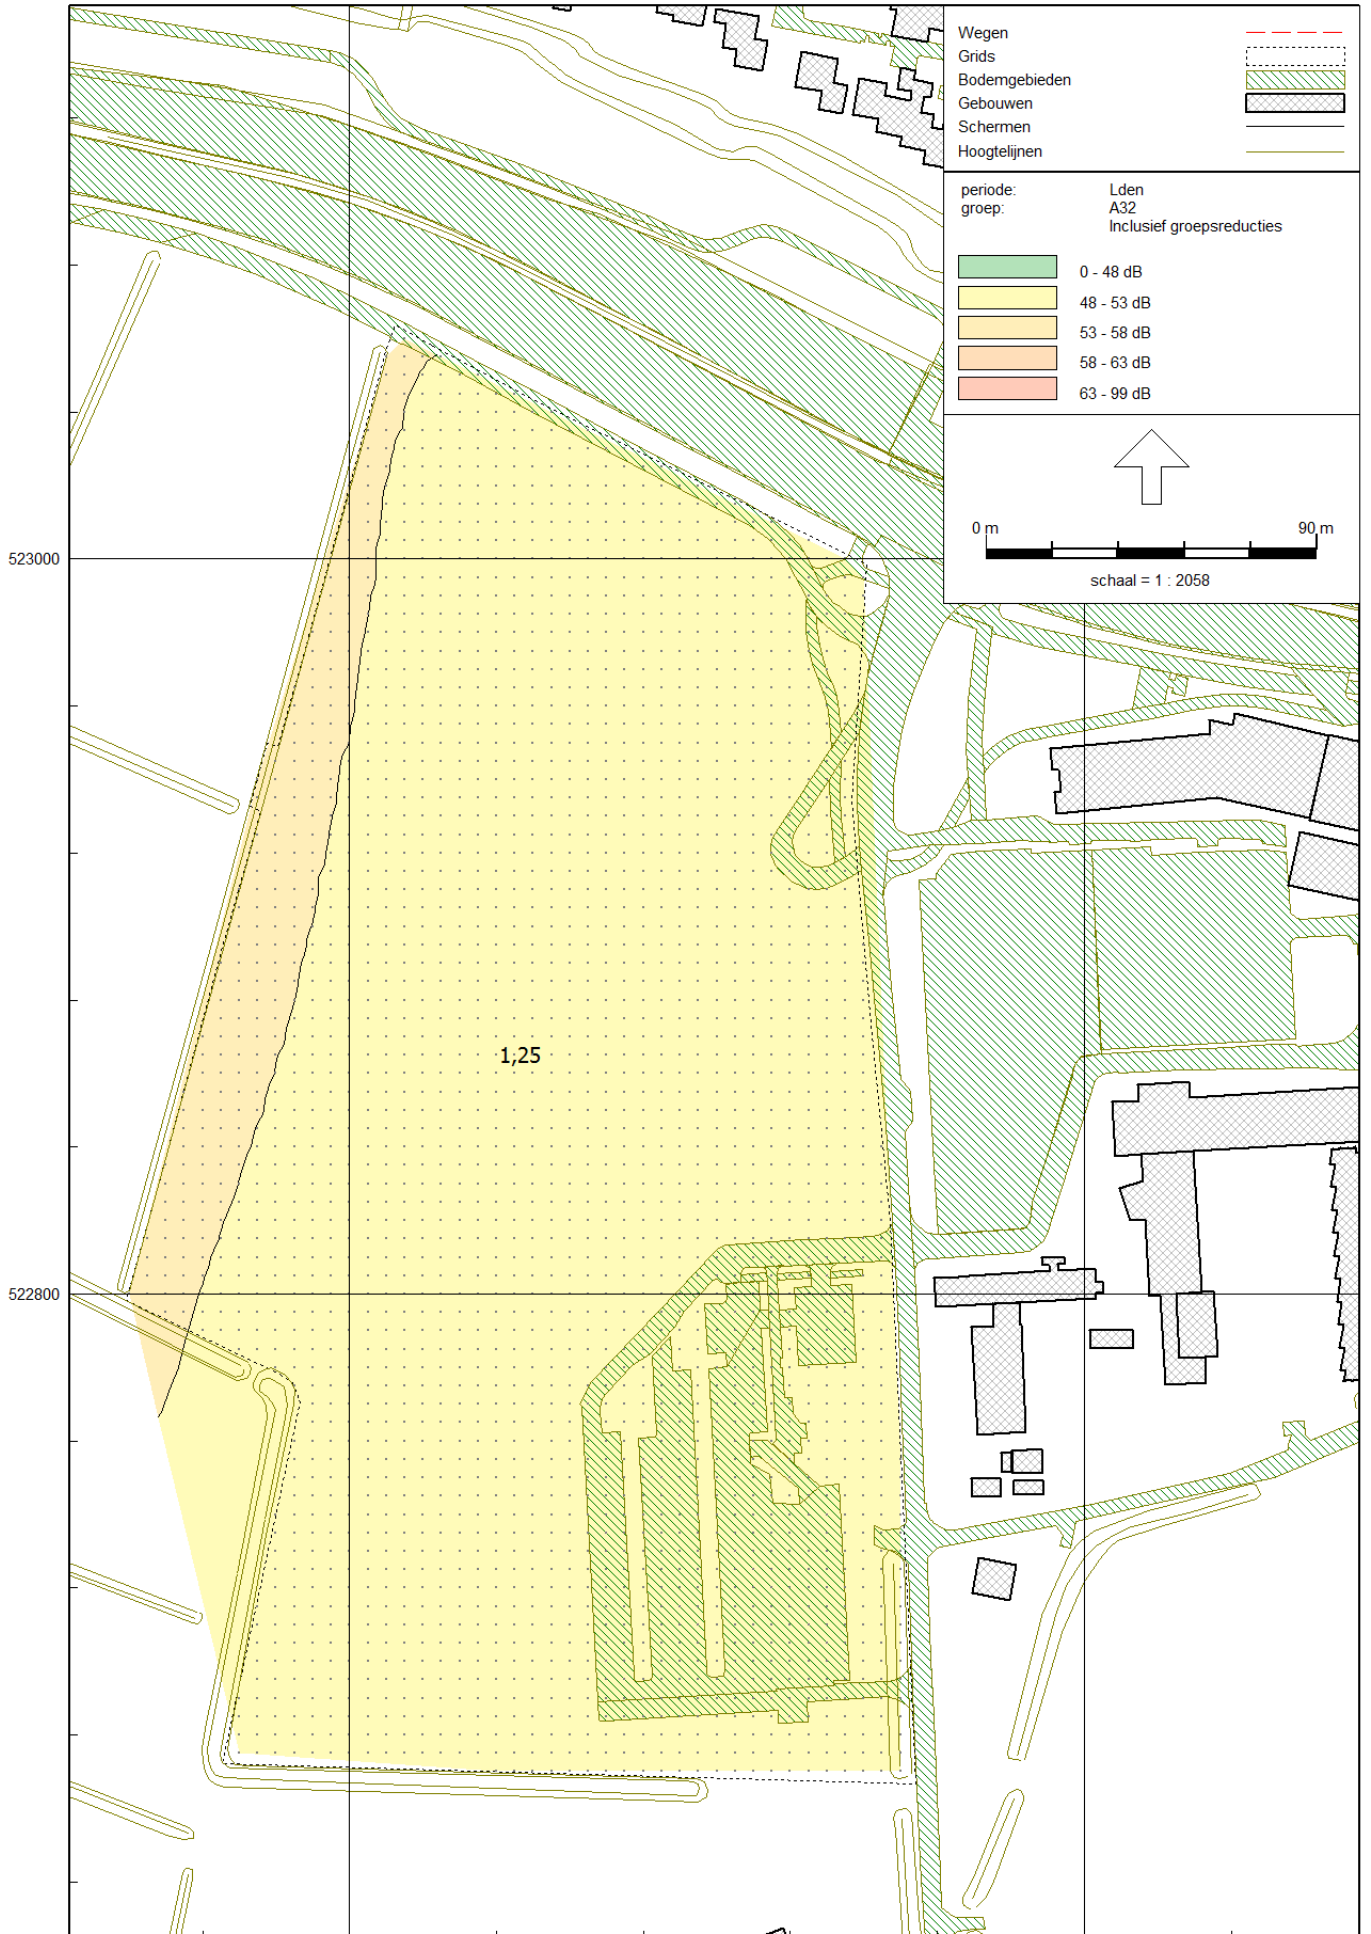 Wegen
Grids
Bodemgebieden
Gebouwen
Schermen
Hoogtelijnen
periode: Lden
groep: A32
Inclusief groepsreducties
0 - 48 dB
48 - 53 dB
53 - 58 dB
58 - 63 dB
63 - 99 dB
0 m 90 m
schaal = 1 : 2058
523000
1,25
522800